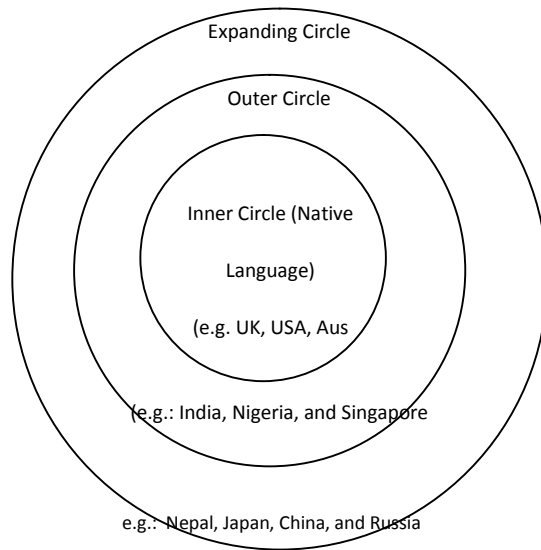 Expanding Circle
Outer Circle
Inner Circle (Native
Language)
(e.g. UK, USA, Aus
(e.g.: India, Nigeria, and Singapore
e.g.: Nepal, Japan, China, and Russia